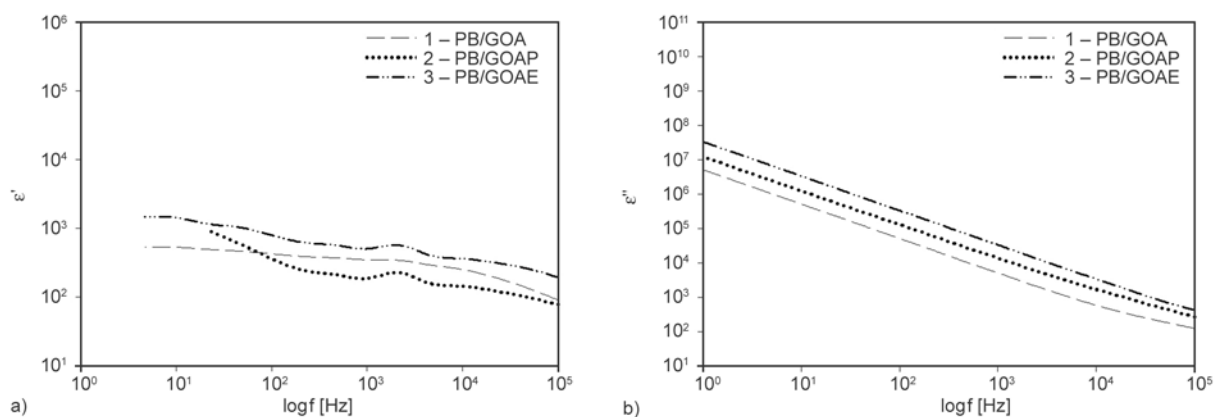 10⁶
10⁵
10⁴
10³
10²
10¹
ε'
1 – PB/GOA
2 – PB/GOAP
3 – PB/GOAE
10⁰ 10¹ 10² 10³ 10⁴ 10⁵
logf [Hz]
a)
10¹¹
10¹⁰
10⁹
10⁸
10⁷
10⁶
10⁵
10⁴
10³
10²
10¹
ε"
1 – PB/GOA
2 – PB/GOAP
3 – PB/GOAE
10⁰ 10¹ 10² 10³ 10⁴ 10⁵
logf [Hz]
b)